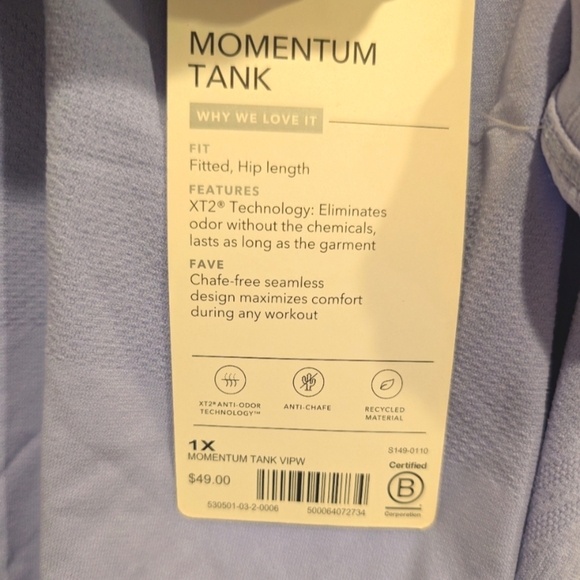 MOMENTUM
TANK
WHY WE LOVE IT
FIT
Fitted, Hip length
FEATURES
XT2® Technology: Eliminates
odor without the chemicals,
lasts as long as the garment
FAVE
Chafe-free seamless
design maximizes comfort
during any workout
XT2® ANTI-ODOR
TECHNOLOGY™
ANTI-CHAFE
RECYCLED
MATERIAL
1X
S149-0110
MOMENTUM TANK VIPW
$49.00
530501-03-2-0006
500064072734
Certified
B
Corporation